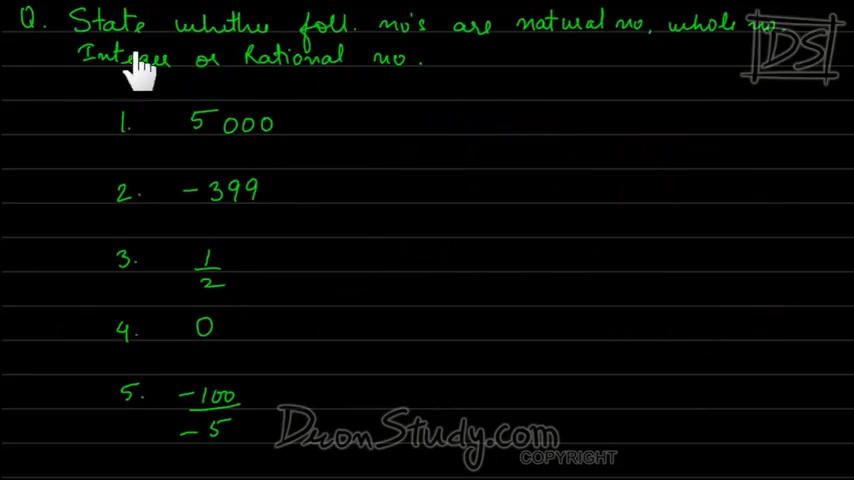 Q. State whether foll. no's are natural no, whole no.
DS
Integer or Rational no.
1. 5000
2. -399
3. 1/2
4. 0
5. -100/-5
DronStudy.com
COPYRIGHT